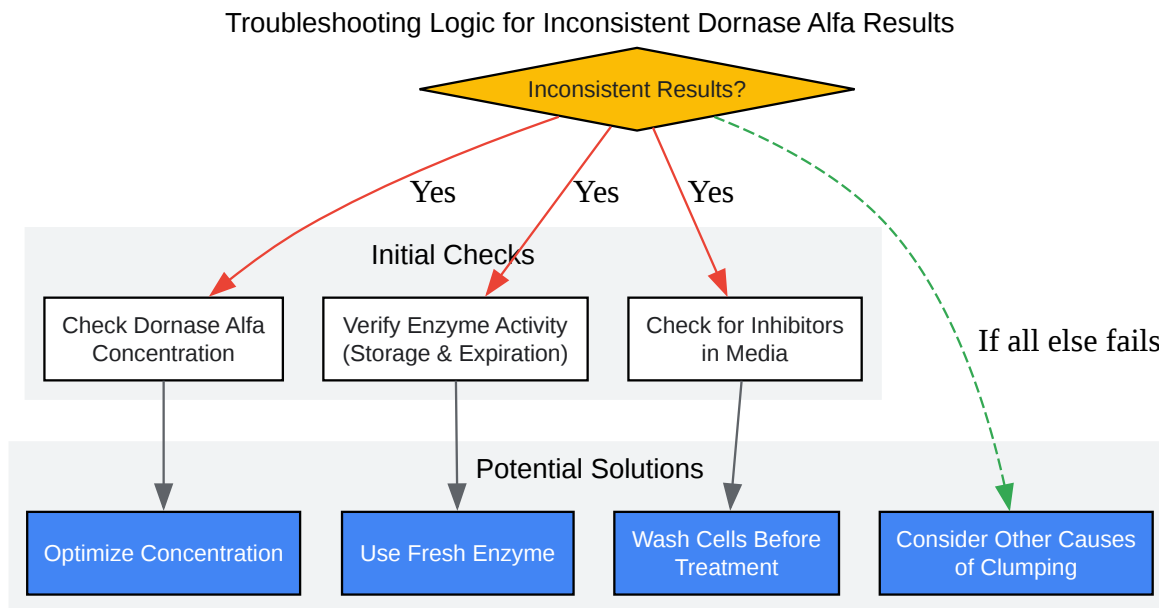 Troubleshooting Logic for Inconsistent Dornase Alfa Results
Inconsistent Results?
Yes
Yes
Yes
Initial Checks
Check Dornase Alfa
Concentration
Verify Enzyme Activity
(Storage & Expiration)
Check for Inhibitors
in Media
If all else fails
Potential Solutions
Optimize Concentration
Use Fresh Enzyme
Wash Cells Before
Treatment
Consider Other Causes
of Clumping